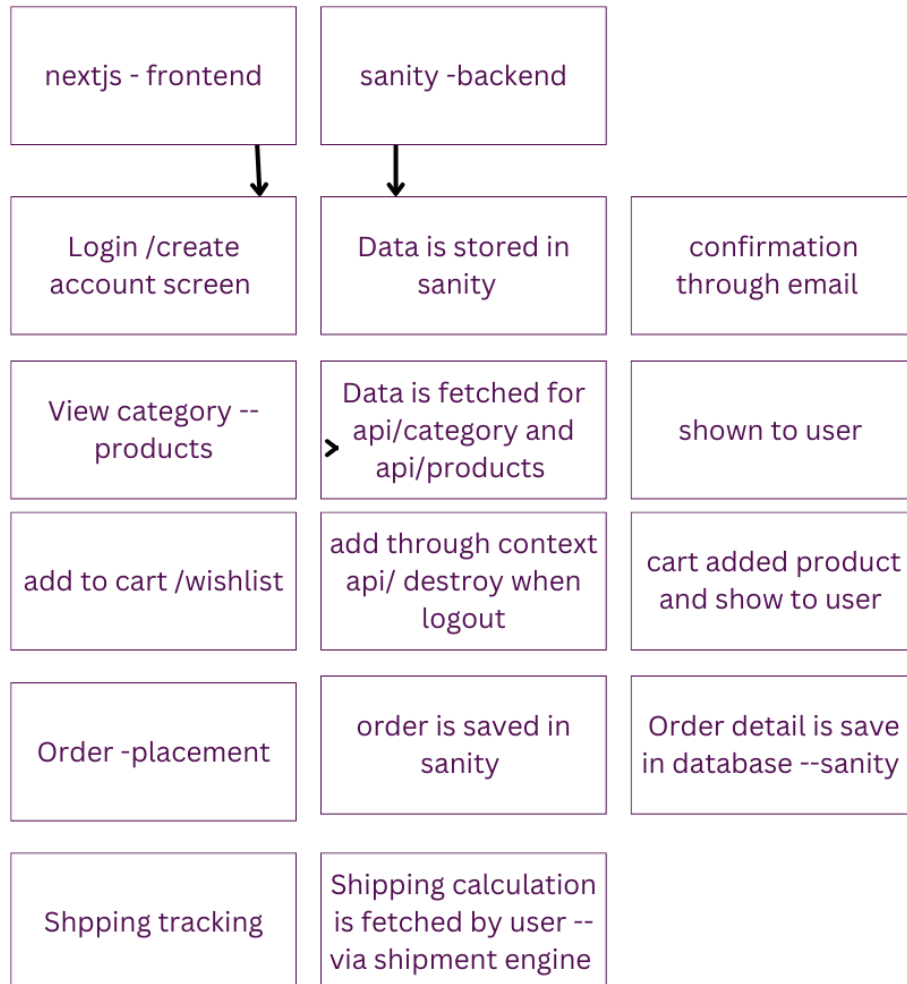 nextjs - frontend
sanity -backend
Login /create
account screen
Data is stored in
sanity
confirmation
through email
View category --
products
>
Data is fetched for
api/category and
api/products
shown to user
add to cart /wishlist
add through context
api/ destroy when
logout
cart added product
and show to user
Order -placement
order is saved in
sanity
Order detail is save
in database --sanity
Shpping tracking
Shipping calculation
is fetched by user --
via shipment engine